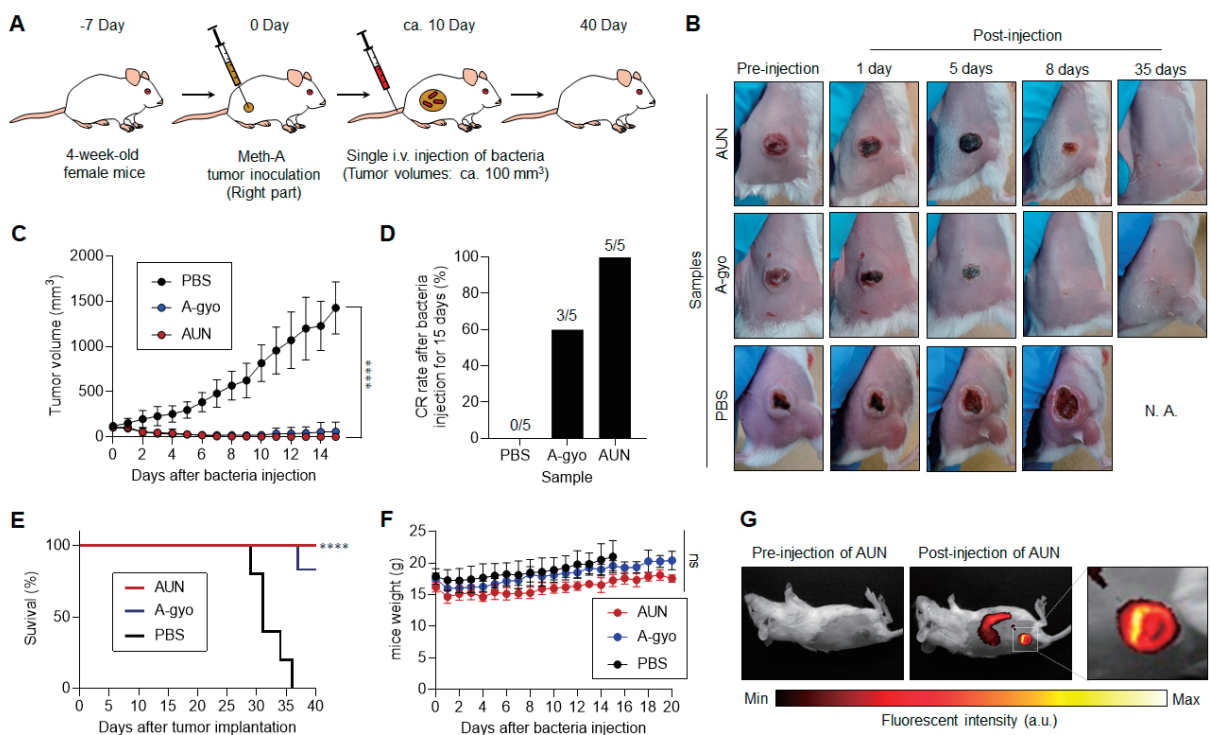 A
-7 Day
0 Day
ca. 10 Day
40 Day
4-week-old
female mice
Meth-A
tumor inoculation
(Right part)
Single i.v. injection of bacteria
(Tumor volumes: ca. 100 mm³)
B
Post-injection
Pre-injection
1 day
5 days
8 days
35 days
Samples
AUN
A-gyo
PBS
N. A.
C
Tumor volume (mm³)
2000
1500
1000
500
0
PBS
A-gyo
AUN
****
0 2 4 6 8 10 12 14
Days after bacteria injection
D
CR rate after bacteria
injection for 15 days (%)
100
80
60
40
20
0
0/5
3/5
5/5
PBS A-gyo AUN
Sample
E
Suvival (%)
100
50
0
****
AUN
A-gyo
PBS
0 5 10 15 20 25 30 35 40
Days after tumor implantation
F
mice weight (g)
25
20
15
10
5
0
ns
AUN
A-gyo
PBS
0 2 4 6 8 10 12 14 16 18 20
Days after bacteria injection
G
Pre-injection of AUN
Post-injection of AUN
Min
Max
Fluorescent intensity (a.u.)